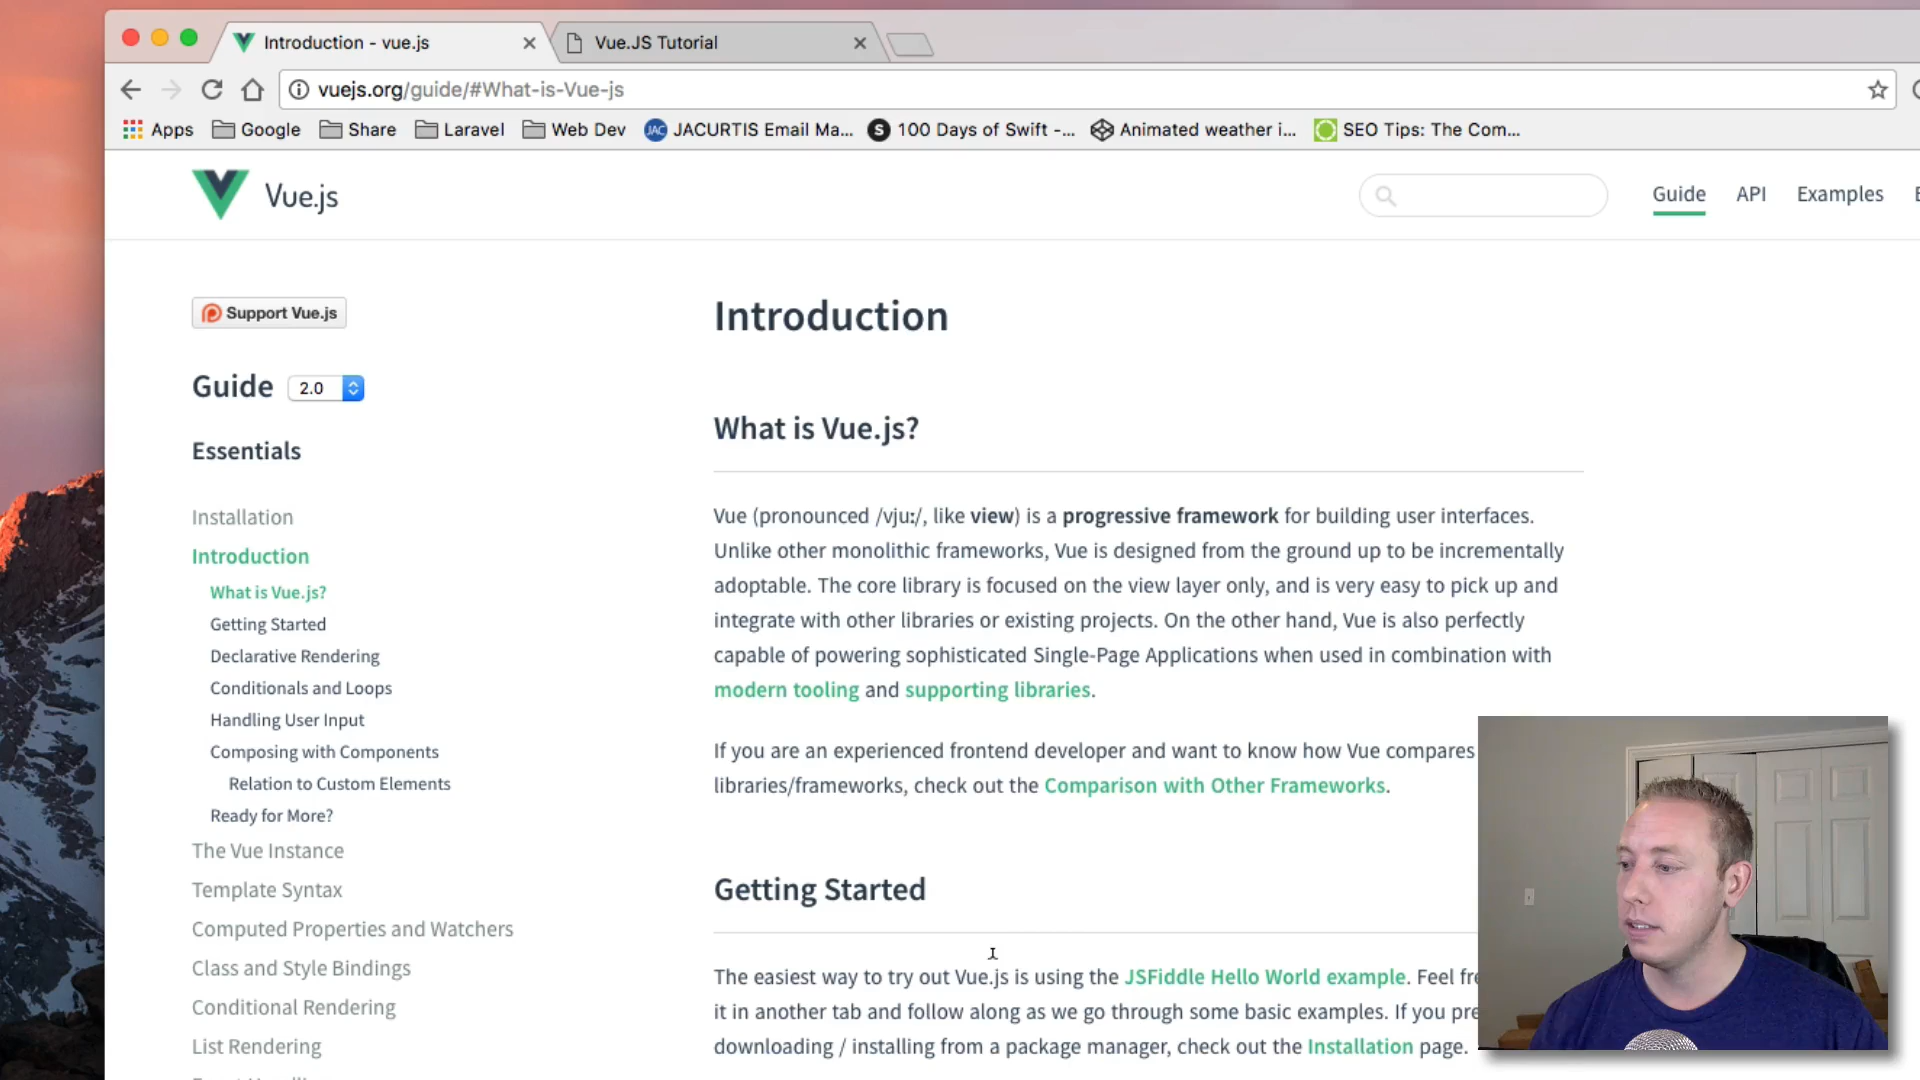 Introduction - vue.js
Vue.JS Tutorial
vuejs.org/guide/#What-is-Vue-js
Apps Google Share Laravel Web Dev JACURTIS Email Ma... 100 Days of Swift -... Animated weather i... SEO Tips: The Com...
Vue.js
Guide API Examples
Support Vue.js
Guide 2.0
Essentials
Installation
Introduction
What is Vue.js?
Getting Started
Declarative Rendering
Conditionals and Loops
Handling User Input
Composing with Components
Relation to Custom Elements
Ready for More?
The Vue Instance
Template Syntax
Computed Properties and Watchers
Class and Style Bindings
Conditional Rendering
List Rendering
Introduction
What is Vue.js?
Vue (pronounced /vjuː/, like view) is a progressive framework for building user interfaces.
Unlike other monolithic frameworks, Vue is designed from the ground up to be incrementally
adoptable. The core library is focused on the view layer only, and is very easy to pick up and
integrate with other libraries or existing projects. On the other hand, Vue is also perfectly
capable of powering sophisticated Single-Page Applications when used in combination with
modern tooling and supporting libraries.
If you are an experienced frontend developer and want to know how Vue compares
libraries/frameworks, check out the Comparison with Other Frameworks.
Getting Started
The easiest way to try out Vue.js is using the JSFiddle Hello World example. Feel
it in another tab and follow along as we go through some basic examples. If you
downloading / installing from a package manager, check out the Installation page.